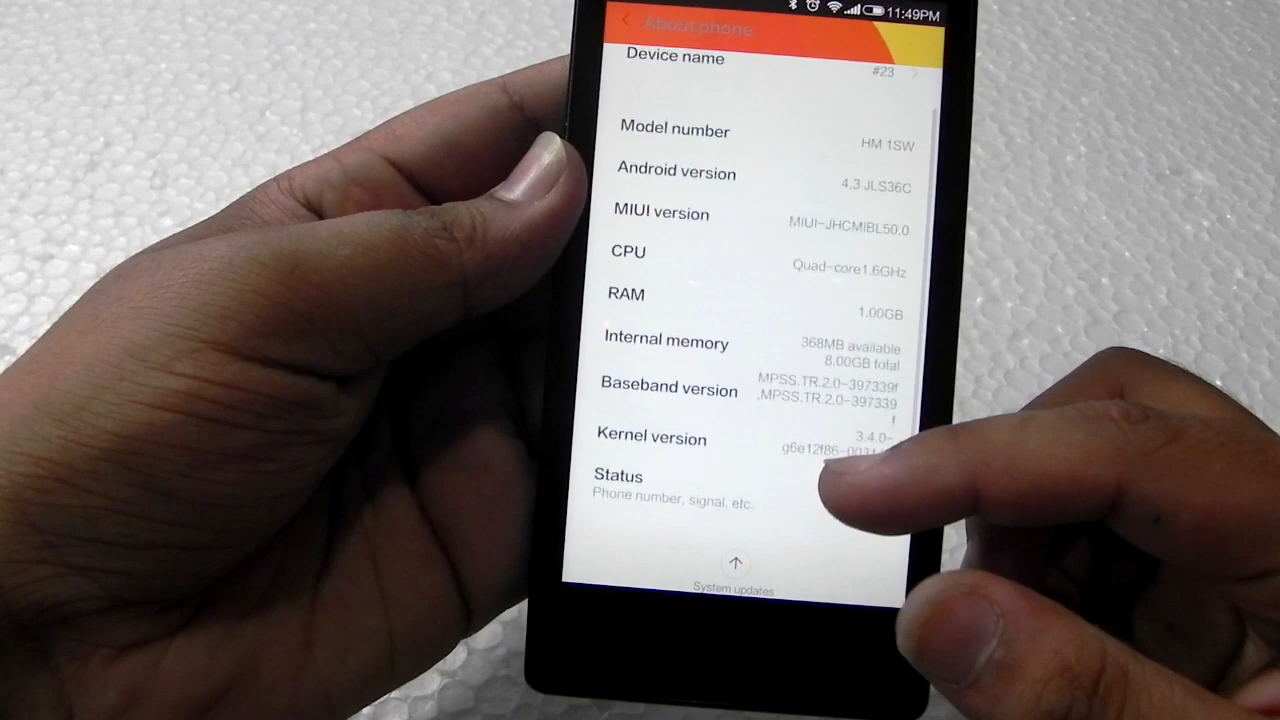 11:49PM
About phone
Device name
#23
Model number
HM 1SW
Android version
4.3 JLS36C
MIUI version
MIUI-JHCMIBL50.0
CPU
Quad-core1.6GHz
RAM
1.00GB
Internal memory
368MB available
8.00GB total
Baseband version
MPSS.TR.2.0-397339f
,MPSS.TR.2.0-397339
f
Kernel version
3.4.0-
Status
Phone number, signal, etc.
System updates